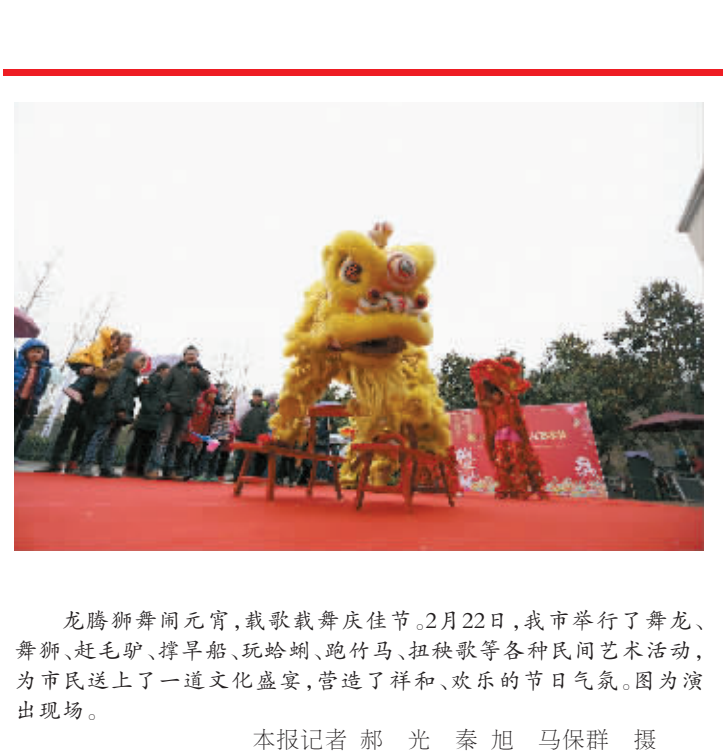 龙腾狮舞闹元宵,载歌载舞庆佳节。2月22日,我市举行了舞龙、
舞狮、赶毛驴、撑旱船、玩蛤蜊、跑竹马、扭秧歌等各种民间艺术活动,
为市民送上了一道文化盛宴,营造了祥和、欢乐的节日气氛。图为演
出现场。
本报记者 郝 光 秦 旭 马保群 摄